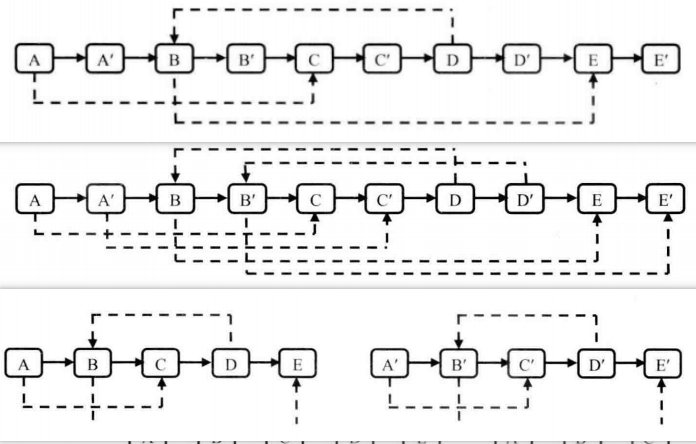 A A′ B B′ C C′ D D′ E E′
A A′ B B′ C C′ D D′ E E′
A B C D E A′ B′ C′ D′ E′